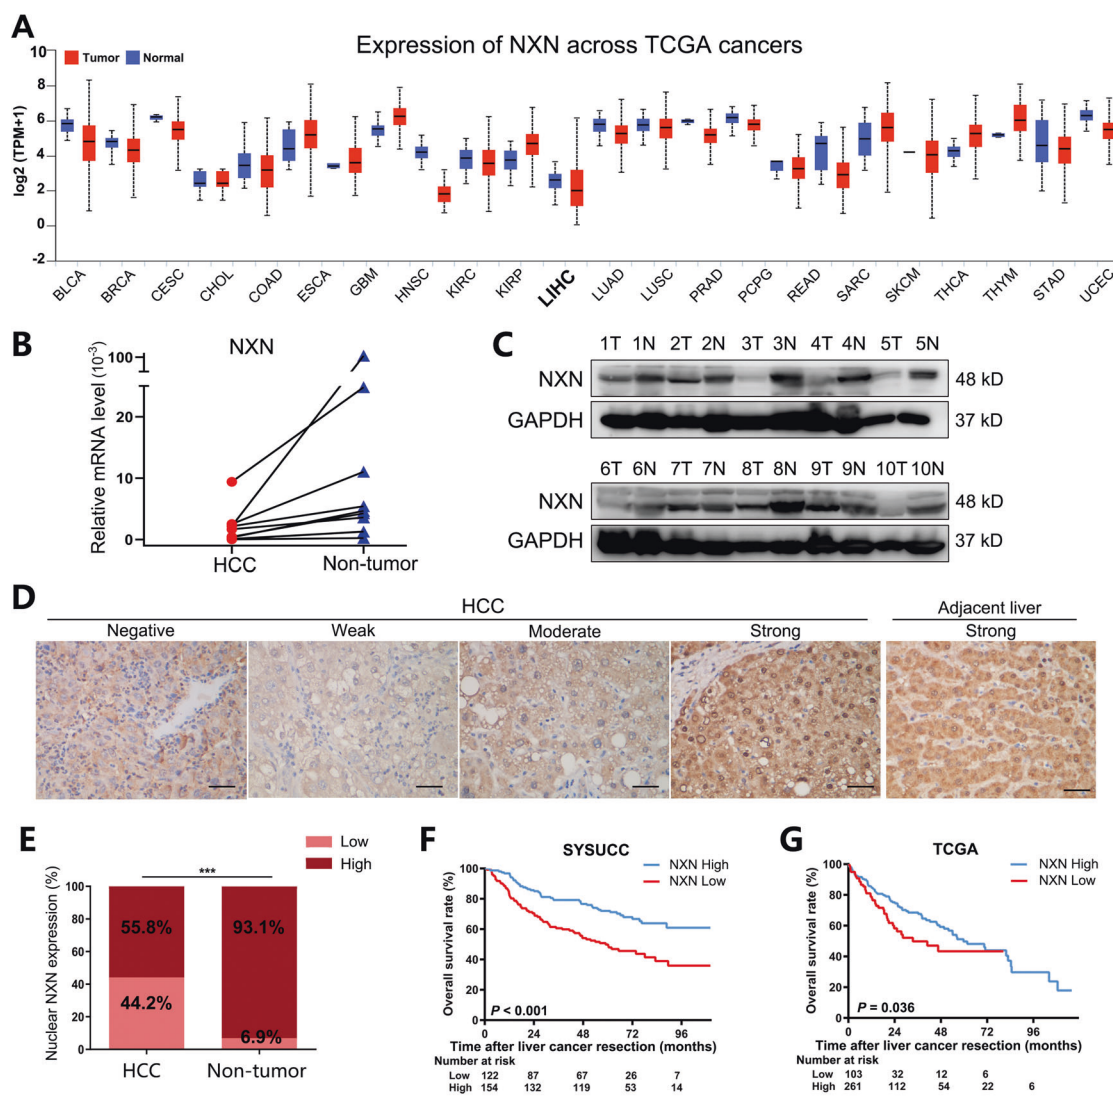 A
Expression of NXN across TCGA cancers
Tumor Normal
log2 (TPM+1)
10
8
6
4
2
0
-2
BLCA BRCA CESC CHOL COAD ESCA GBM HNSC KIRC KIRP LIHC LUAD LUSC PRAD PCPG READ SARC SKCM THCA THYM STAD UCEC
B
NXN
Relative mRNA level (10⁻³)
100
20
10
0
HCC Non-tumor
C
1T 1N 2T 2N 3T 3N 4T 4N 5T 5N
NXN 48 kD
GAPDH 37 kD
6T 6N 7T 7N 8T 8N 9T 9N 10T 10N
NXN 48 kD
GAPDH 37 kD
D
HCC Adjacent liver
Negative Weak Moderate Strong Strong
E
Low
High
Nuclear NXN expression (%)
100
80
60
40
20
0
***
55.8% 93.1%
44.2% 6.9%
HCC Non-tumor
F
SYSUCC
NXN High
NXN Low
Overall survival rate (%)
100
80
60
40
20
0
P < 0.001
0 24 48 72 96
Time after liver cancer resection (months)
Number at risk
Low 122 87 67 26 7
High 154 132 119 53 14
G
TCGA
NXN High
NXN Low
Overall survival rate (%)
100
80
60
40
20
0
P = 0.036
0 24 48 72 96
Time after liver cancer resection (months)
Number at risk
Low 103 32 12 6
High 261 112 54 22 6